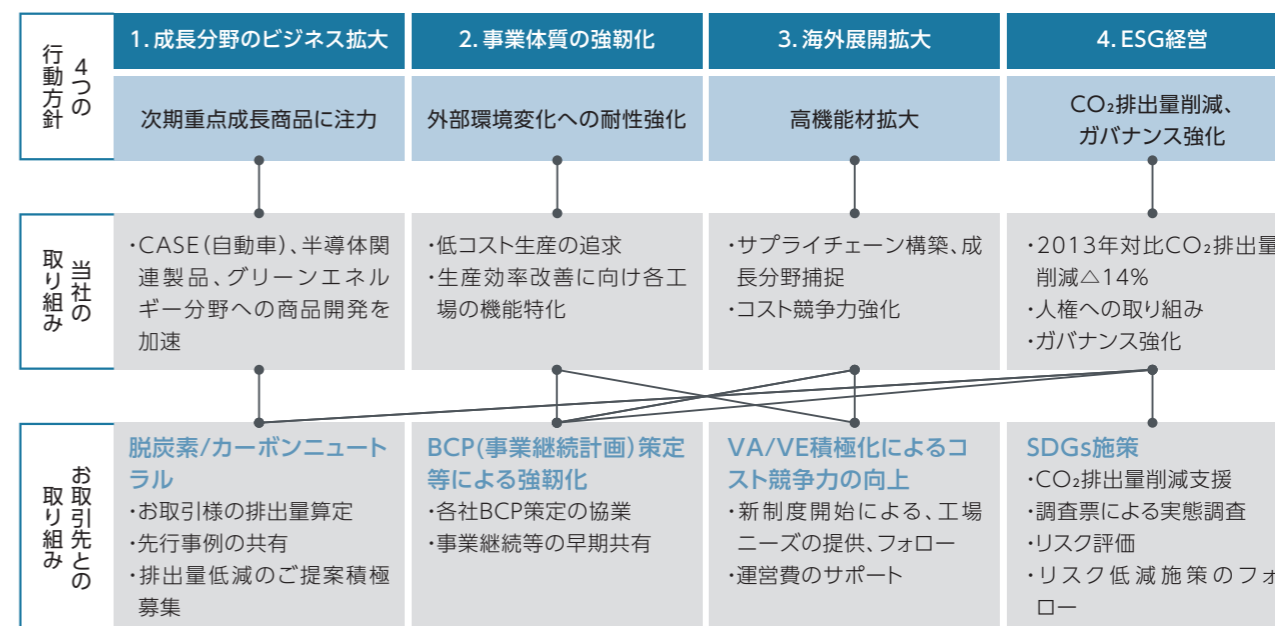 4つの
行動方針
1. 成長分野のビジネス拡大
2. 事業体質の強靭化
3. 海外展開拡大
4. ESG経営
次期重点成長商品に注力
外部環境変化への耐性強化
高機能材拡大
CO₂排出量削減、
ガバナンス強化
当社の
取り組み
・CASE(自動車)、半導体関
連製品、グリーンエネル
ギー分野への商品開発を
加速
・低コスト生産の追求
・生産効率改善に向け各工
場の機能特化
・サプライチェーン構築、成
長分野捕捉
・コスト競争力強化
・2013年対比CO₂排出量
削減△14%
・人権への取り組み
・ガバナンス強化
お取引先との
取り組み
脱炭素/カーボンニュート
ラル
・お取引様の排出量算定
・先行事例の共有
・排出量低減のご提案積極
募集
BCP(事業継続計画)策定
等による強靭化
・各社BCP策定の協業
・事業継続等の早期共有
VA/VE積極化によるコ
スト競争力の向上
・新制度開始による、工場
ニーズの提供、フォロー
・運営費のサポート
SDGs施策
・CO₂排出量削減支援
・調査票による実態調査
・リスク評価
・リスク低減施策のフォ
ロー